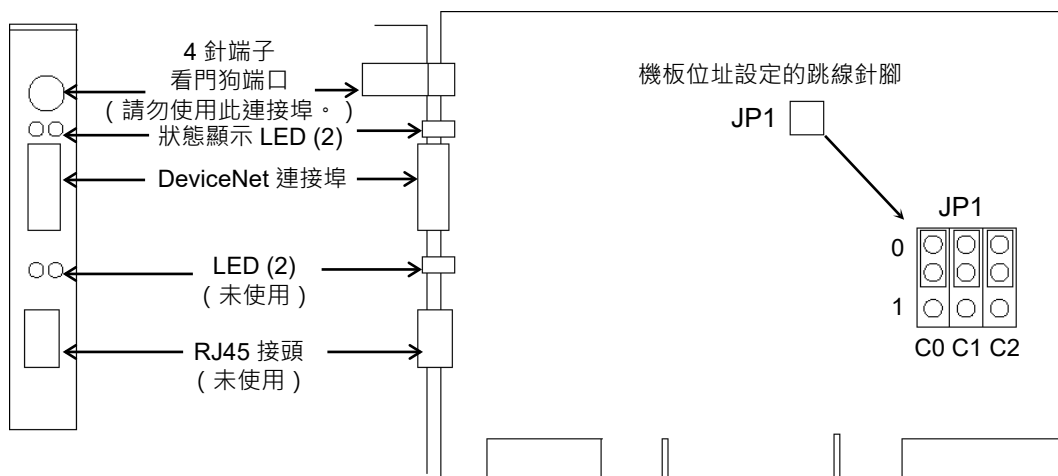 4 針端子
看門狗端口
( 請勿使用此連接埠。)
狀態顯示 LED (2)
DeviceNet 連接埠
LED (2)
( 未使用 )
RJ45 接頭
( 未使用 )
機板位址設定的跳線針腳
JP1
JP1
0
1
C0 C1 C2